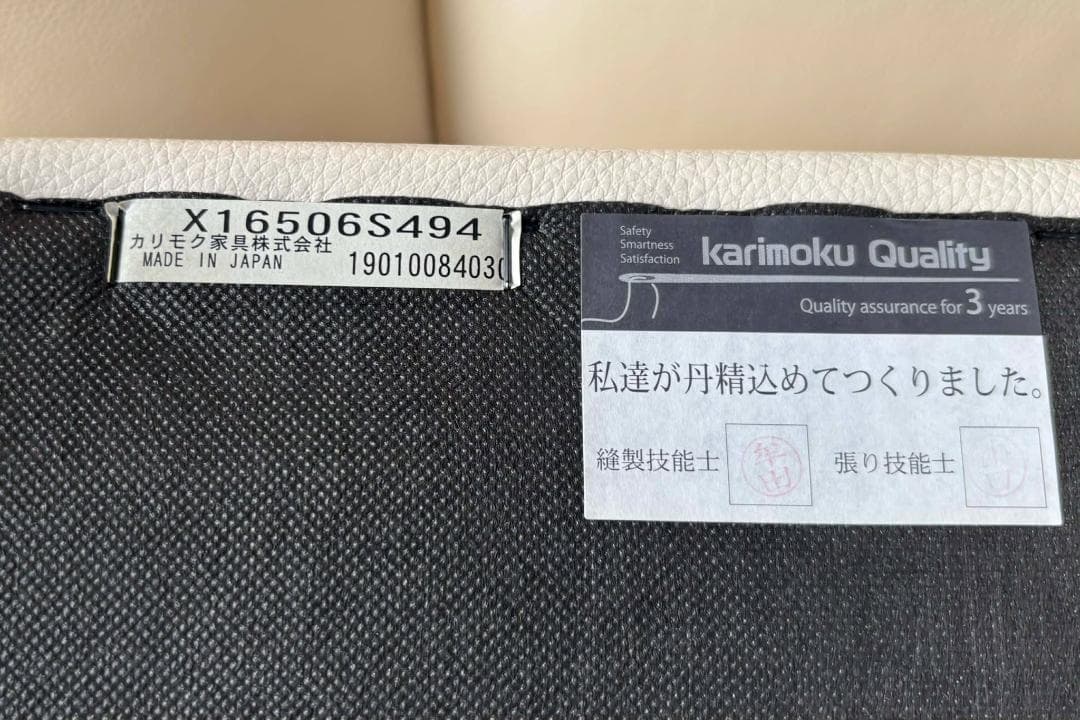 X16506S494
カリモク家具株式会社
MADE IN JAPAN
1901008403
Safety
Smartness
Satisfaction
karimoku Quality
Quality assurance for 3 years
私達が丹精込めてつくりました。
縫製技能士
張り技能士